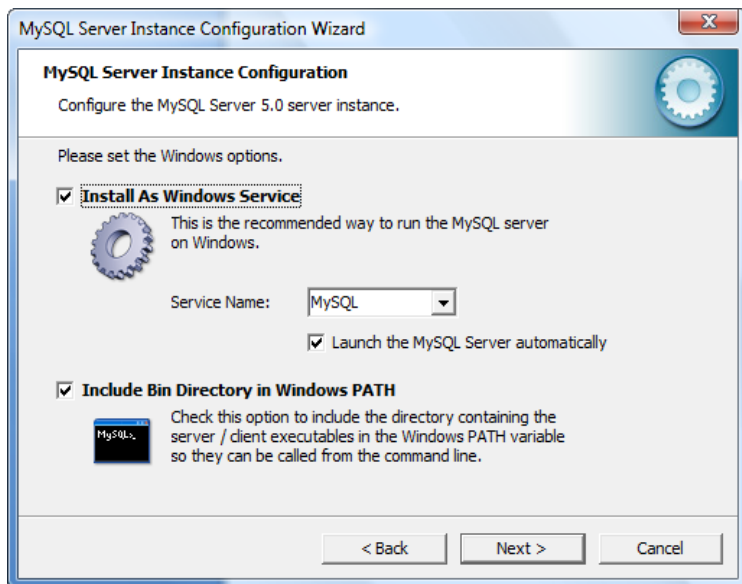 MySQL Server Instance Configuration Wizard
MySQL Server Instance Configuration
Configure the MySQL Server 5.0 server instance.
Please set the Windows options.
Install As Windows Service
This is the recommended way to run the MySQL server
on Windows.
Service Name: MySQL
Launch the MySQL Server automatically
Include Bin Directory in Windows PATH
MySQL>_
Check this option to include the directory containing the
server / client executables in the Windows PATH variable
so they can be called from the command line.
< Back Next > Cancel